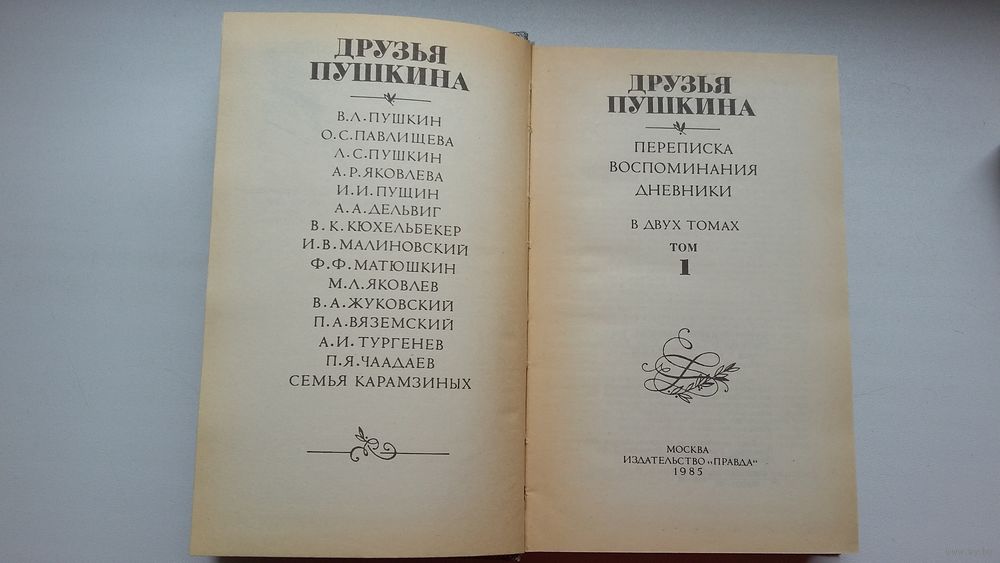 ДРУЗЬЯ
ПУШКИНА
В.Л.ПУШКИН
О.С.ПАВЛИЩЕВА
Л.С.ПУШКИН
А.Р.ЯКОВЛЕВА
И.И.ПУЩИН
А.А.ДЕЛЬВИГ
В.К.КЮХЕЛЬБЕКЕР
И.В.МАЛИНОВСКИЙ
Ф.Ф.МАТЮШКИН
М.Л.ЯКОВЛЕВ
В.А.ЖУКОВСКИЙ
П.А.ВЯЗЕМСКИЙ
А.И.ТУРГЕНЕВ
П.Я.ЧААДАЕВ
СЕМЬЯ КАРАМЗИНЫХ
ДРУЗЬЯ
ПУШКИНА
ПЕРЕПИСКА
ВОСПОМИНАНИЯ
ДНЕВНИКИ
В ДВУХ ТОМАХ
ТОМ
1
МОСКВА
ИЗДАТЕЛЬСТВО „ПРАВДА“
1985